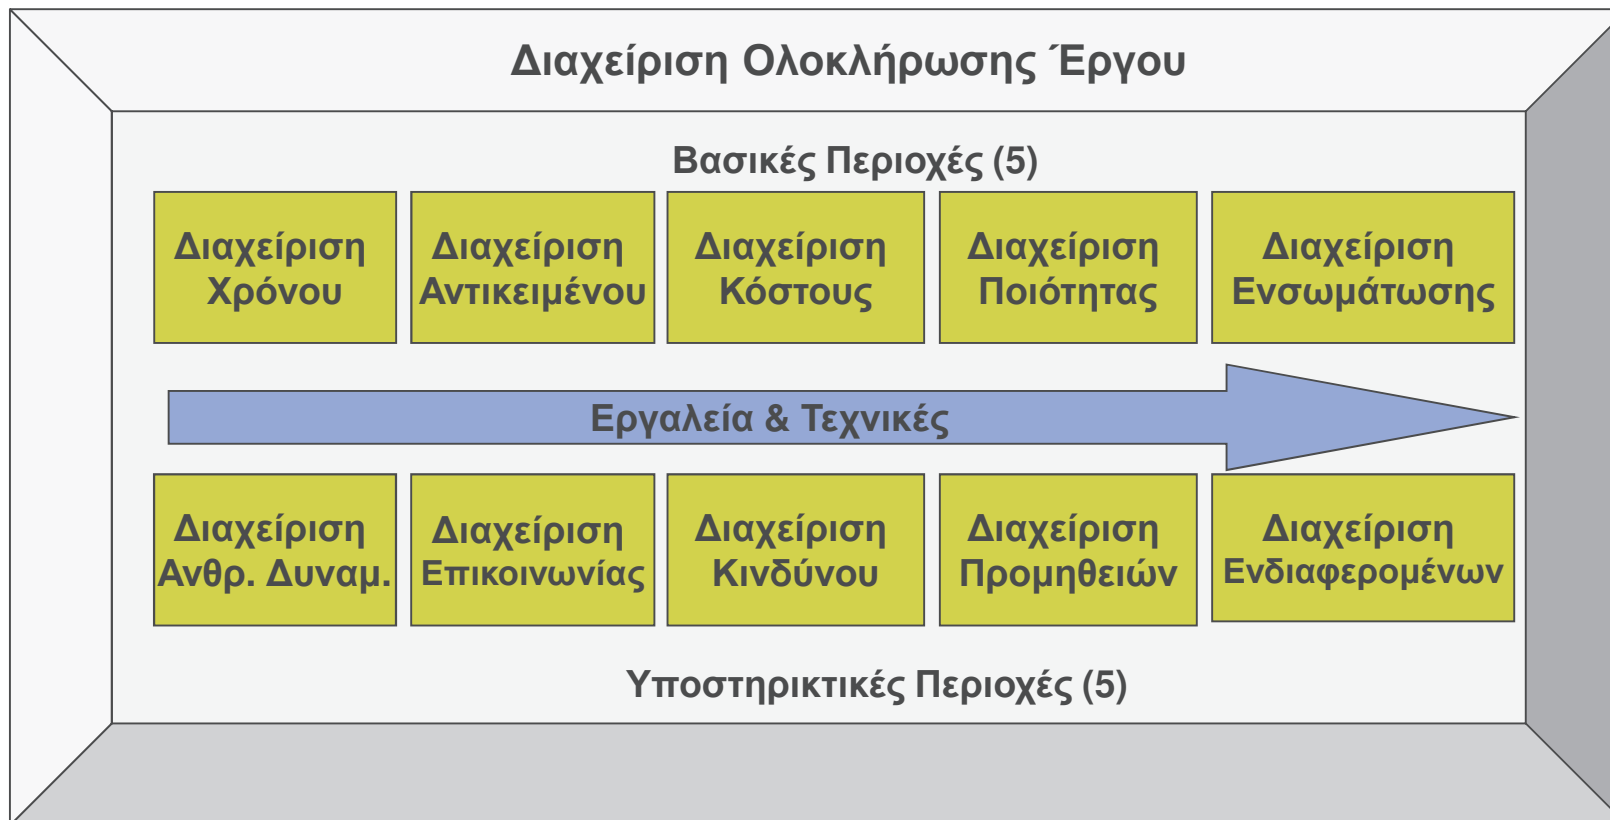 Διαχείριση Ολοκλήρωσης Έργου
Βασικές Περιοχές (5)
Διαχείριση
Χρόνου
Διαχείριση
Αντικειμένου
Διαχείριση
Κόστους
Διαχείριση
Ποιότητας
Διαχείριση
Ενσωμάτωσης
Εργαλεία & Τεχνικές
Διαχείριση
Ανθρ. Δυναμ.
Διαχείριση
Επικοινωνίας
Διαχείριση
Κινδύνου
Διαχείριση
Προμηθειών
Διαχείριση
Ενδιαφερομένων
Υποστηρικτικές Περιοχές (5)